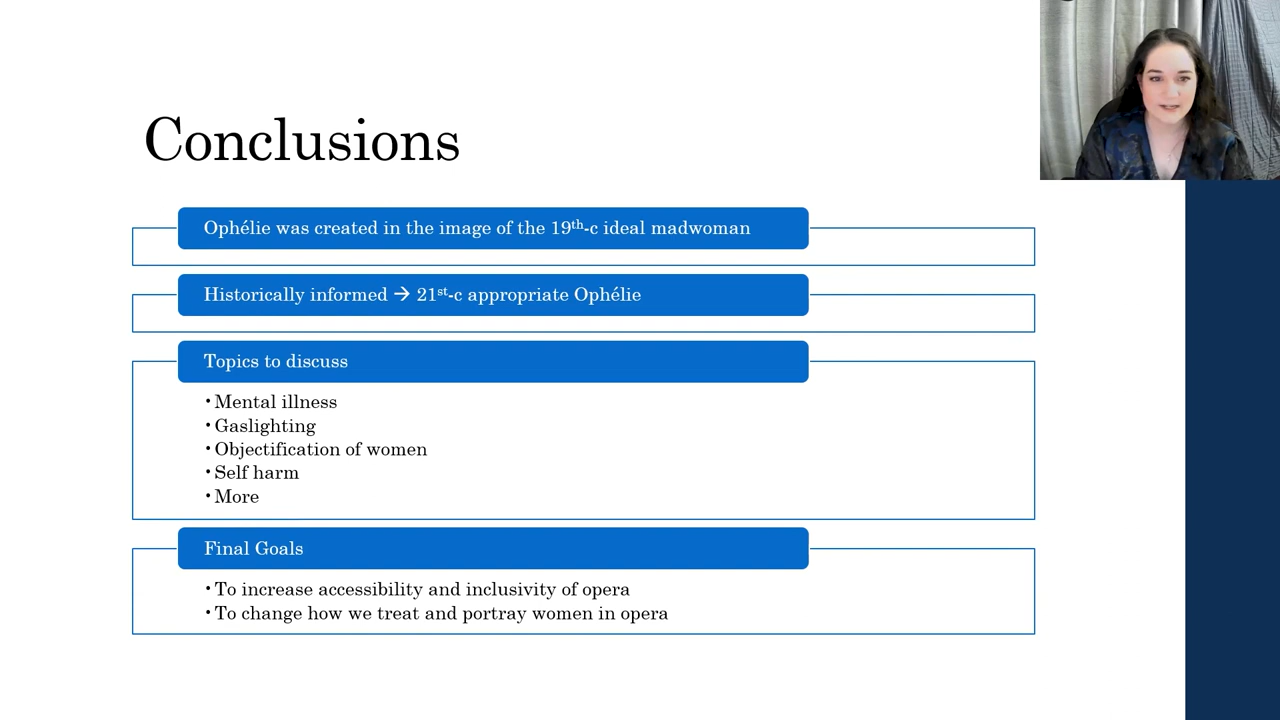 Conclusions
Ophélie was created in the image of the 19th-c ideal madwoman
Historically informed → 21st-c appropriate Ophélie
Topics to discuss
•Mental illness
•Gaslighting
•Objectification of women
•Self harm
•More
Final Goals
•To increase accessibility and inclusivity of opera
•To change how we treat and portray women in opera